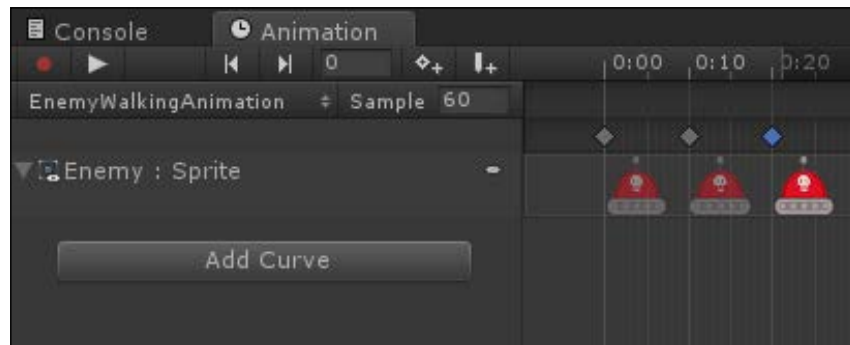 Console Animation
0 0:00 0:10 0:20
EnemyWalkingAnimation Sample 60
Enemy : Sprite
Add Curve